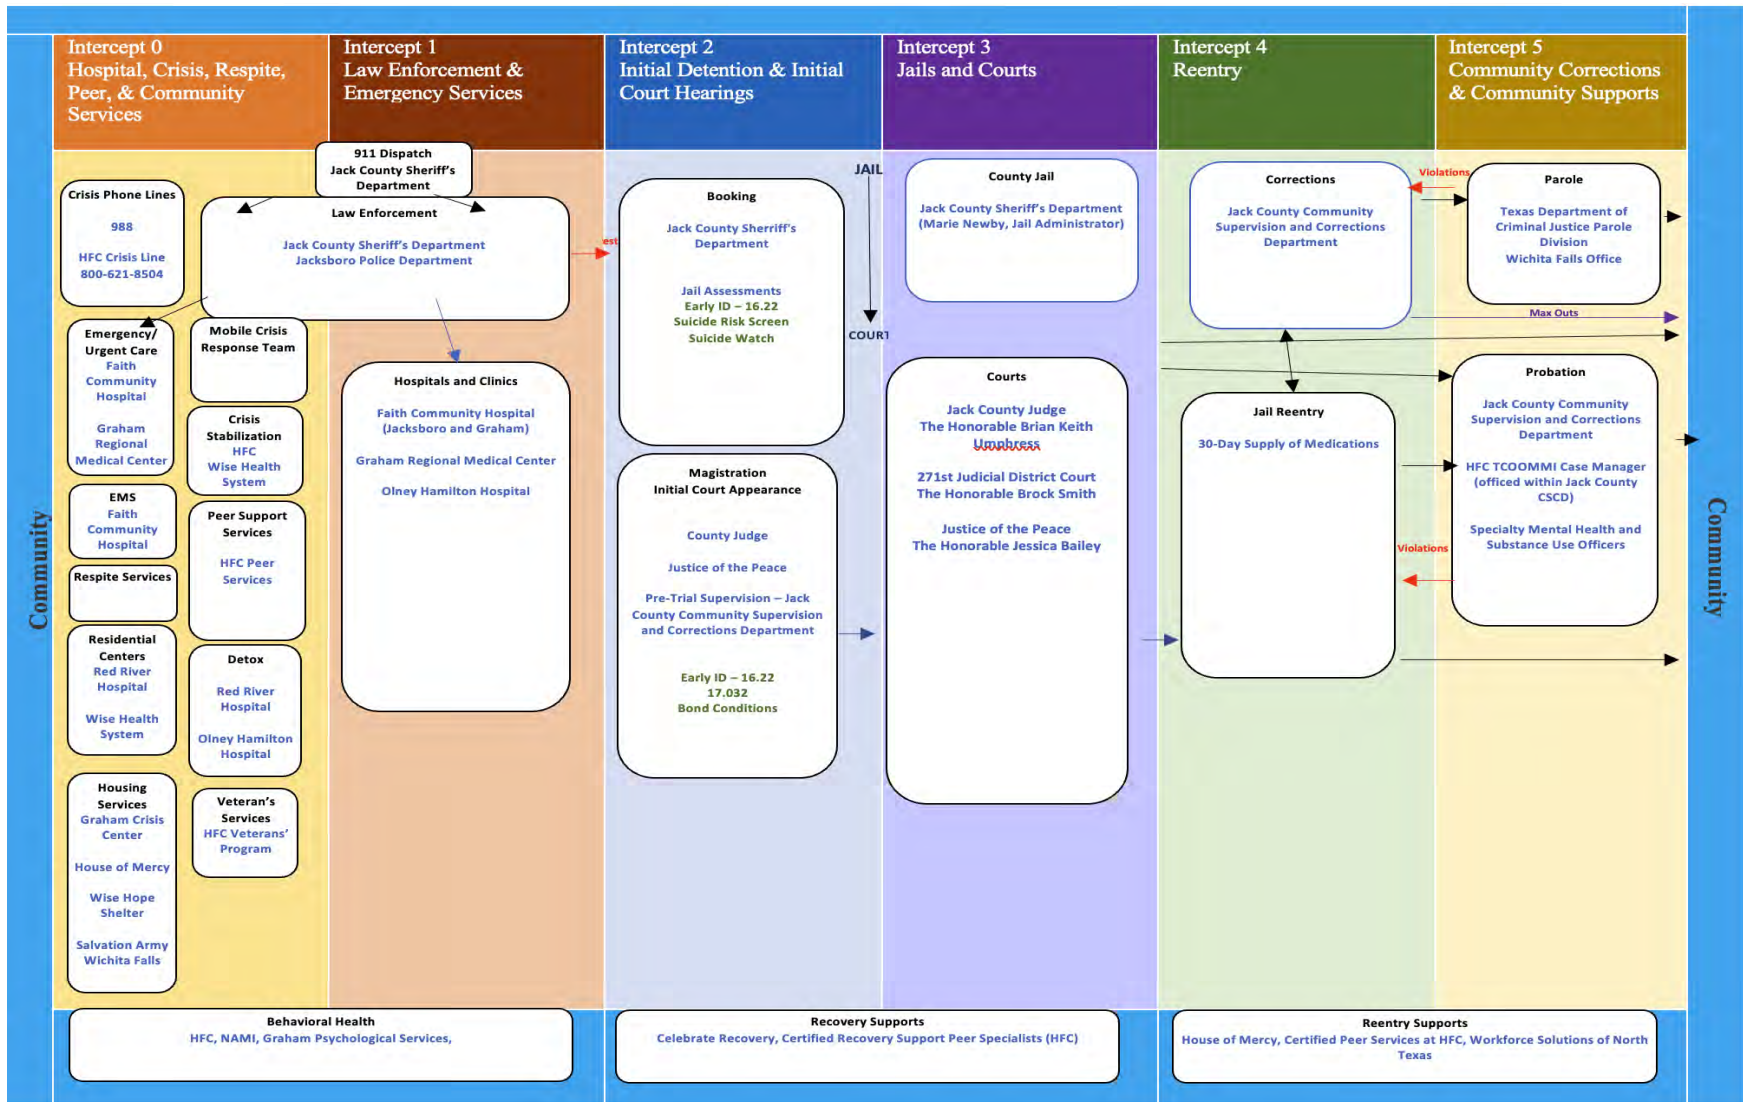 Intercept 0
Hospital, Crisis, Respite,
Peer, & Community
Services
Intercept 1
Law Enforcement &
Emergency Services
Intercept 2
Initial Detention & Initial
Court Hearings
Intercept 3
Jails and Courts
Intercept 4
Reentry
Intercept 5
Community Corrections
& Community Supports
Community
Crisis Phone Lines
988
HFC Crisis Line
800-621-8504
911 Dispatch
Jack County Sheriff's
Department
Law Enforcement
Jack County Sheriff's Department
Jacksboro Police Department
est
Emergency/
Urgent Care
Faith
Community
Hospital
Graham
Regional
Medical Center
Mobile Crisis
Response Team
Crisis
Stabilization
HFC
Wise Health
System
EMS
Faith
Community
Hospital
Peer Support
Services
HFC Peer
Services
Respite Services
Residential
Centers
Red River
Hospital
Wise Health
System
Detox
Red River
Hospital
Olney Hamilton
Hospital
Housing
Services
Graham Crisis
Center
House of Mercy
Wise Hope
Shelter
Salvation Army
Wichita Falls
Veteran's
Services
HFC Veterans'
Program
Hospitals and Clinics
Faith Community Hospital
(Jacksboro and Graham)
Graham Regional Medical Center
Olney Hamilton Hospital
Booking
Jack County Sherriff's
Department
Jail Assessments
Early ID – 16.22
Suicide Risk Screen
Suicide Watch
JAIL
COURT
Magistration
Initial Court Appearance
County Judge
Justice of the Peace
Pre-Trial Supervision – Jack
County Community Supervision
and Corrections Department
Early ID – 16.22
17.032
Bond Conditions
County Jail
Jack County Sheriff's Department
(Marie Newby, Jail Administrator)
Courts
Jack County Judge
The Honorable Brian Keith
Umphress
271st Judicial District Court
The Honorable Brock Smith
Justice of the Peace
The Honorable Jessica Bailey
Corrections
Jack County Community
Supervision and Corrections
Department
Jail Reentry
30-Day Supply of Medications
Violations
Parole
Texas Department of
Criminal Justice Parole
Division
Wichita Falls Office
Max Outs
Probation
Jack County Community
Supervision and Corrections
Department
HFC TCOOMMI Case Manager
(officed within Jack County
CSCD)
Specialty Mental Health and
Substance Use Officers
Violations
Community
Behavioral Health
HFC, NAMI, Graham Psychological Services,
Recovery Supports
Celebrate Recovery, Certified Recovery Support Peer Specialists (HFC)
Reentry Supports
House of Mercy, Certified Peer Services at HFC, Workforce Solutions of North
Texas